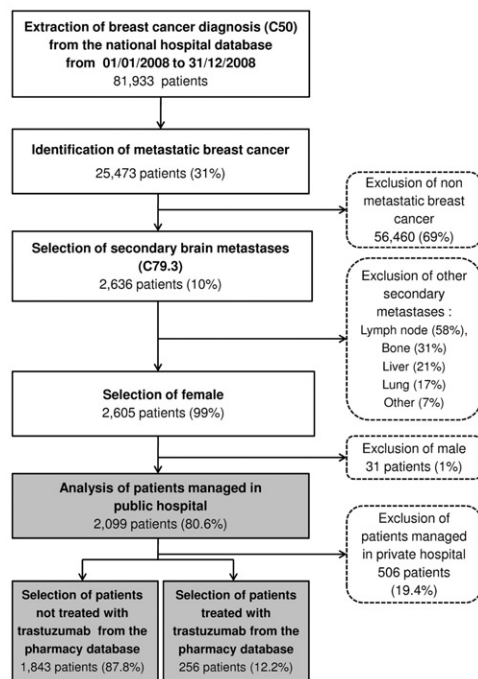 Extraction of breast cancer diagnosis (C50)
from the national hospital database
from 01/01/2008 to 31/12/2008
81,933 patients
Identification of metastatic breast cancer
25,473 patients (31%)
Exclusion of non
metastatic breast
cancer
56,460 (69%)
Selection of secondary brain metastases
(C79.3)
2,636 patients (10%)
Exclusion of other
secondary
metastases :
Lymph node (58%),
Bone (31%)
Liver (21%)
Lung (17%)
Other (7%)
Selection of female
2,605 patients (99%)
Exclusion of male
31 patients (1%)
Analysis of patients managed in
public hospital
2,099 patients (80.6%)
Exclusion of
patients managed
in private hospital
506 patients
(19.4%)
Selection of patients
not treated with
trastuzumab from the
pharmacy database
1,843 patients (87.8%)
Selection of patients
treated with
trastuzumab from the
pharmacy database
256 patients (12.2%)